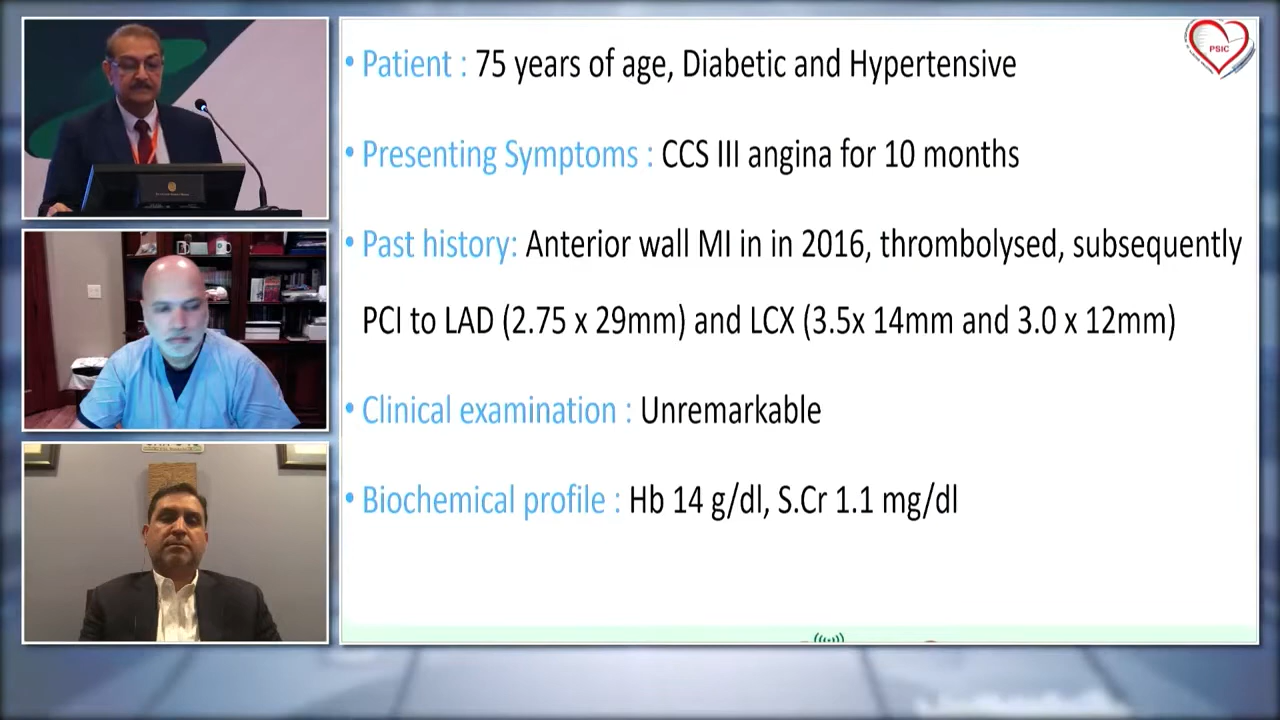 • Patient : 75 years of age, Diabetic and Hypertensive
• Presenting Symptoms : CCS III angina for 10 months
• Past history: Anterior wall MI in in 2016, thrombolysed, subsequently
PCI to LAD (2.75 x 29mm) and LCX (3.5x 14mm and 3.0 x 12mm)
• Clinical examination : Unremarkable
• Biochemical profile : Hb 14 g/dl, S.Cr 1.1 mg/dl
PSIC